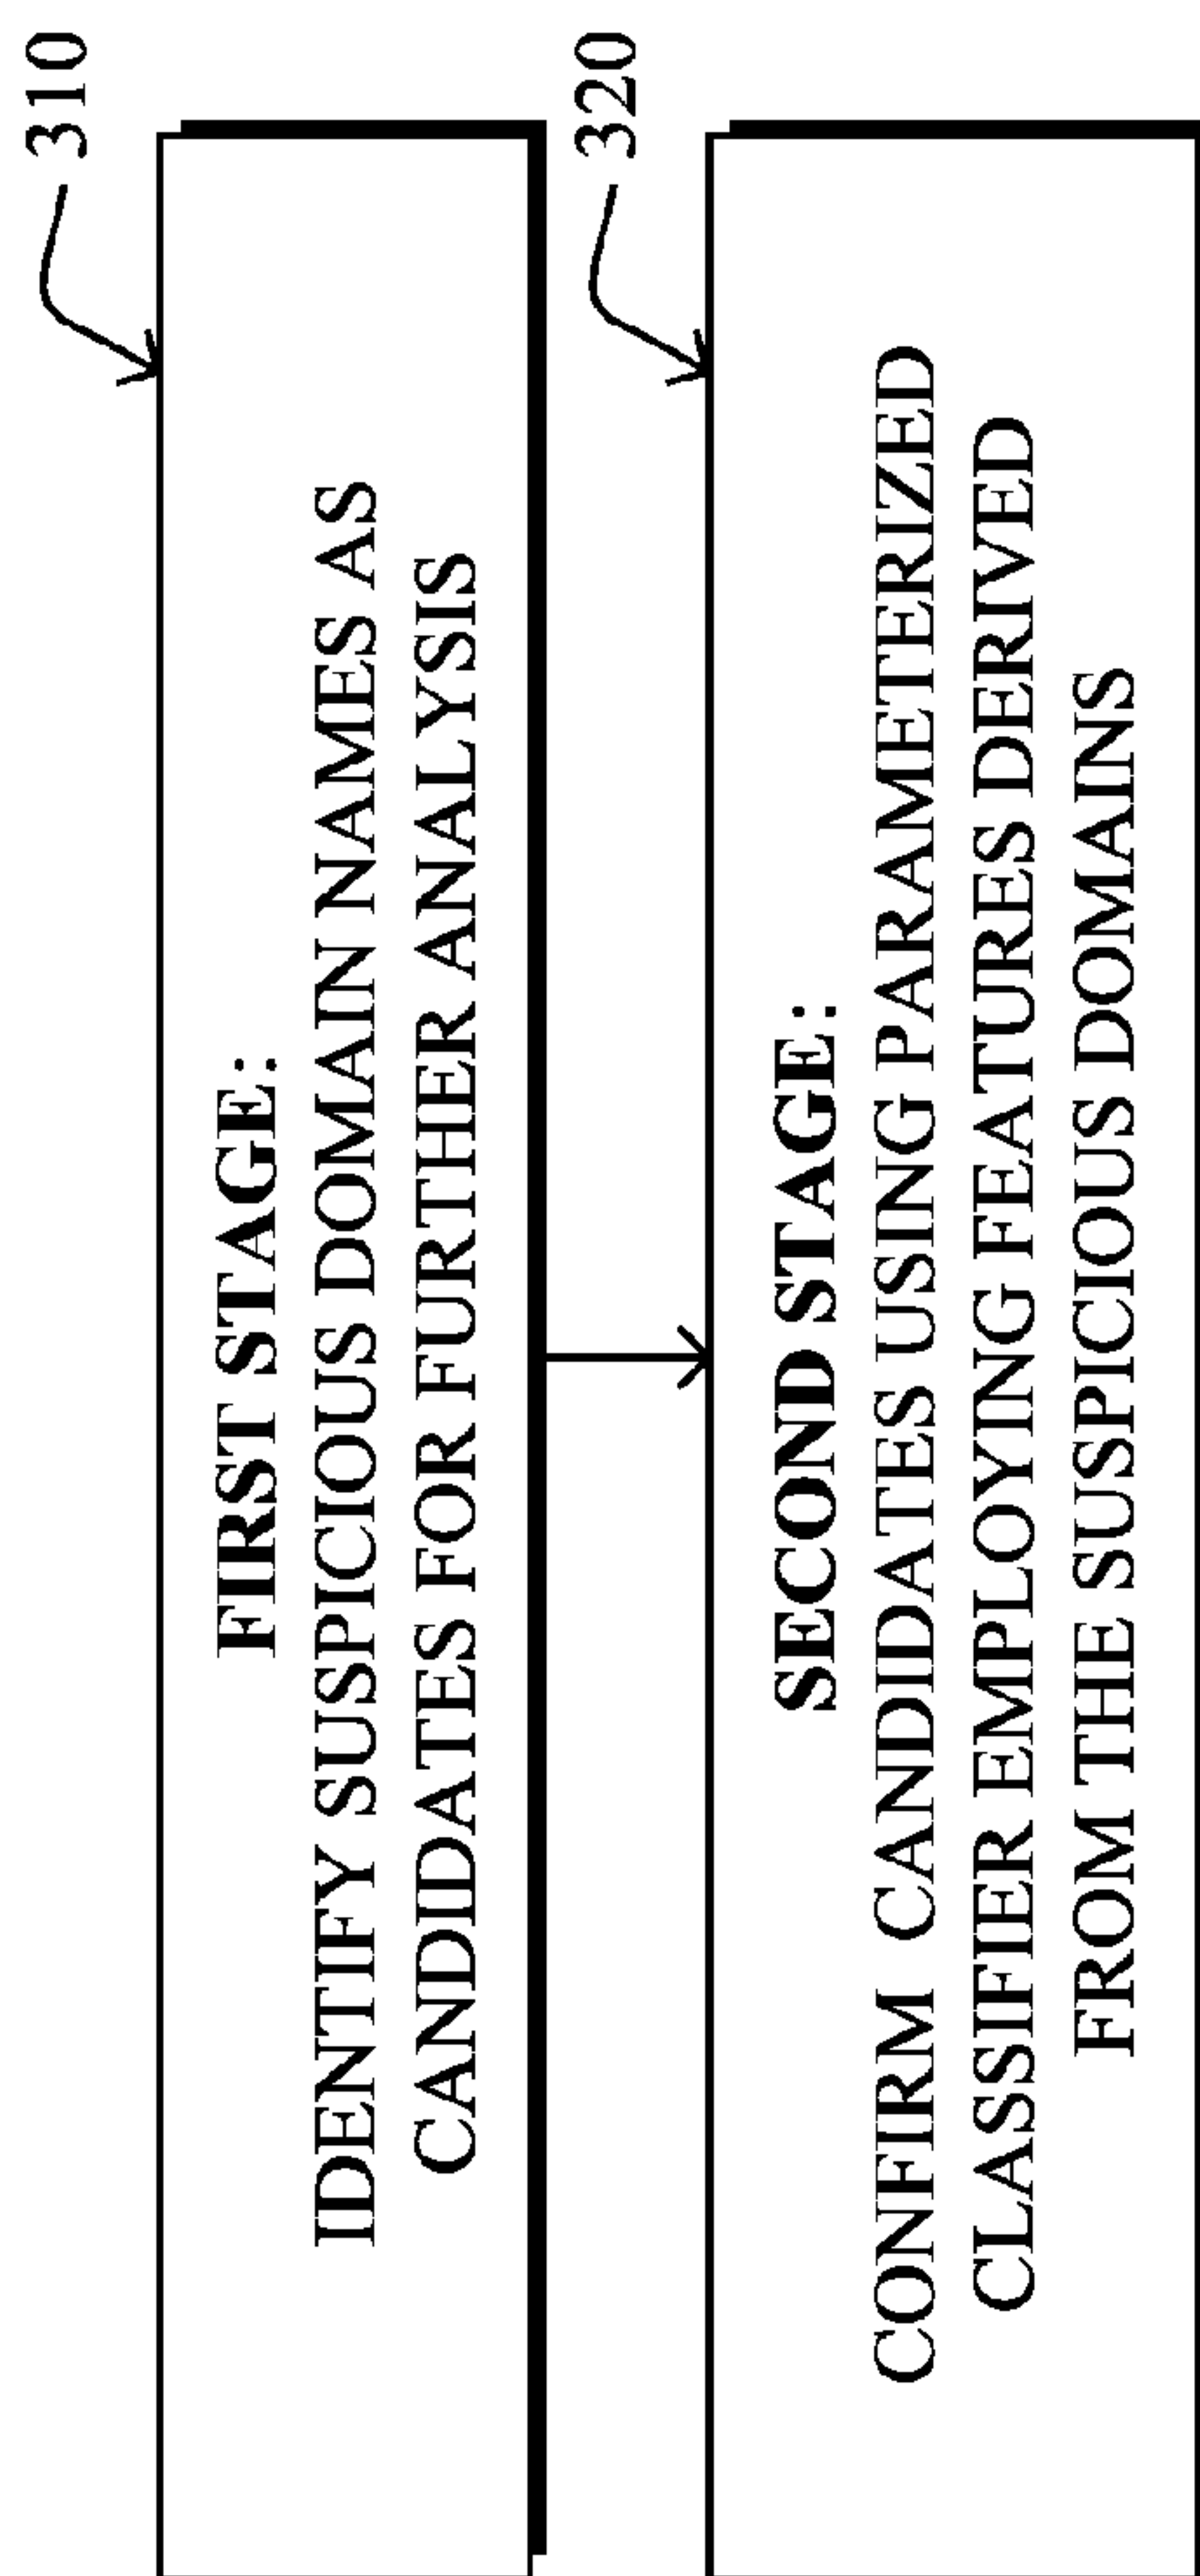 310
FIRST STAGE:
IDENTIFY SUSPICIOUS DOMAIN NAMES AS
CANDIDATES FOR FURTHER ANALYSIS
320
SECOND STAGE:
CONFIRM CANDIDATES USING PARAMETERIZED
CLASSIFIER EMPLOYING FEATURES DERIVED
FROM THE SUSPICIOUS DOMAINS